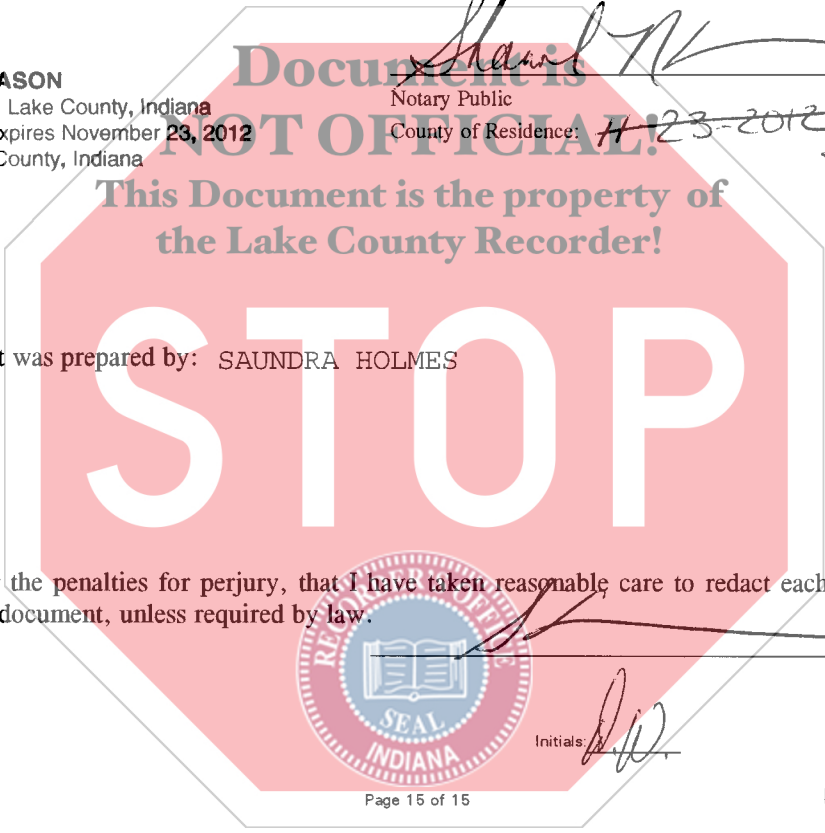 Document is
NOT OFFICIAL!
This Document is the property of
the Lake County Recorder!
ASON
Lake County, Indiana
xpires November 23, 2012
County, Indiana
Notary Public
County of Residence: 11-23-2012
STOP
t was prepared by: SAUNDRA HOLMES
the penalties for perjury, that I have taken reasonable care to redact each
document, unless required by law.
RECORDER'S OFFICE
SEAL
INDIANA
Initials: D.W.
Page 15 of 15